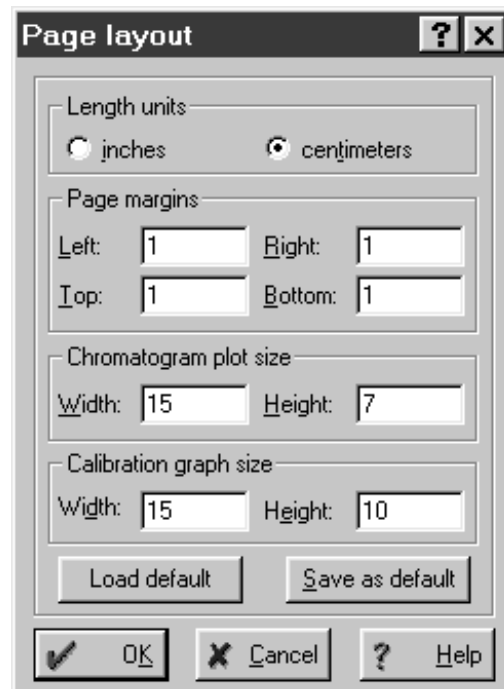 Page layout
Length units
inches centimeters
Page margins
Left: 1 Right: 1
Top: 1 Bottom: 1
Chromatogram plot size
Width: 15 Height: 7
Calibration graph size
Width: 15 Height: 10
Load default Save as default
OK Cancel ? Help